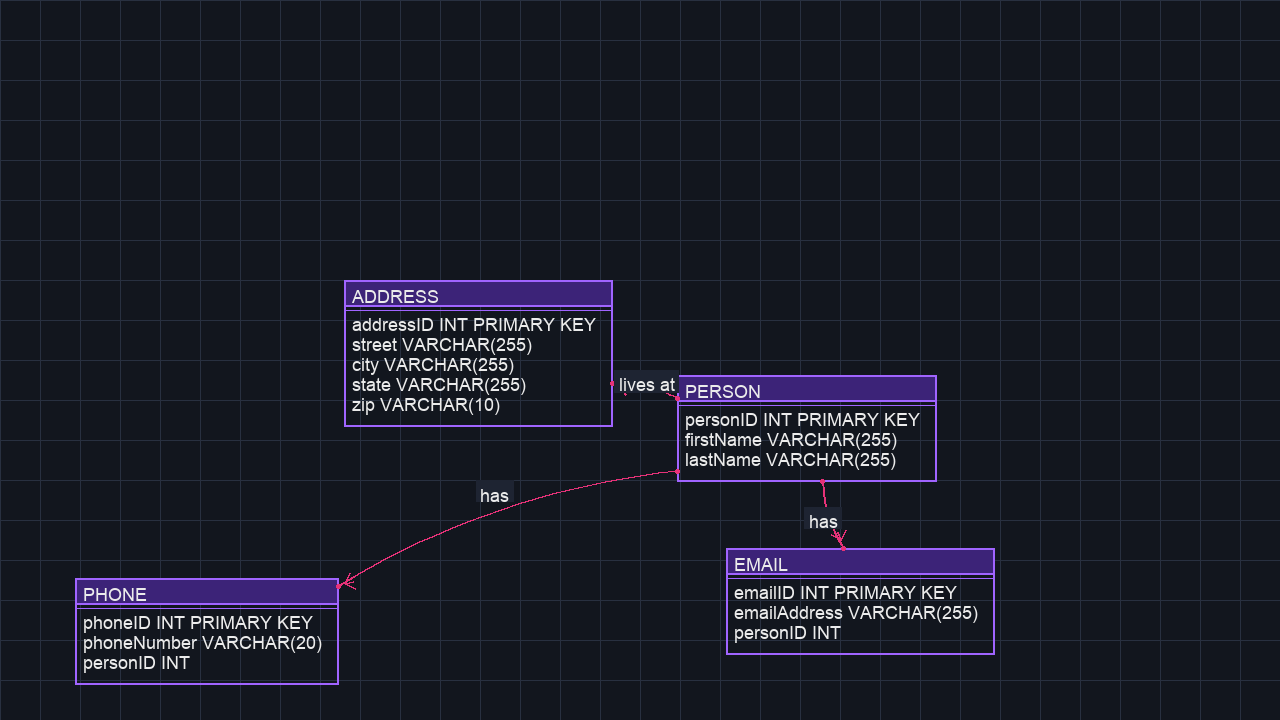 ADDRESS
addressID INT PRIMARY KEY
street VARCHAR(255)
city VARCHAR(255)
state VARCHAR(255)
zip VARCHAR(10)
lives at
PERSON
personID INT PRIMARY KEY
firstName VARCHAR(255)
lastName VARCHAR(255)
has
has
EMAIL
emailID INT PRIMARY KEY
emailAddress VARCHAR(255)
personID INT
PHONE
phoneID INT PRIMARY KEY
phoneNumber VARCHAR(20)
personID INT